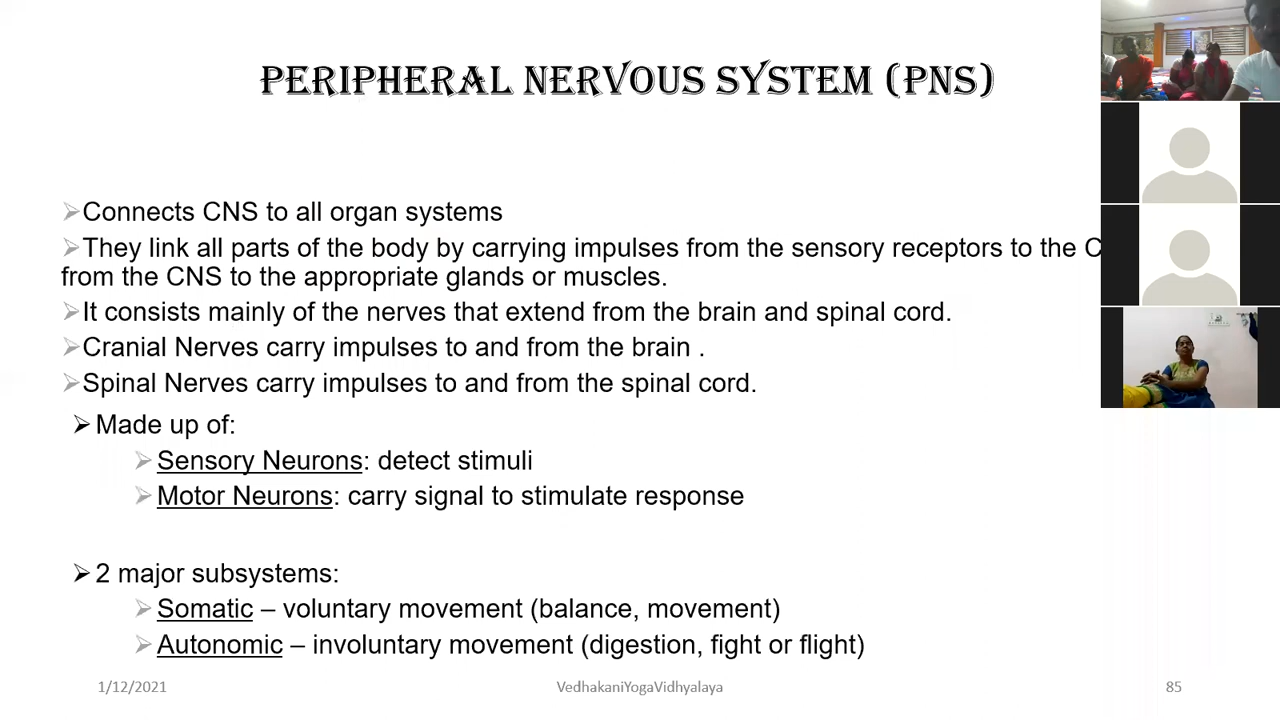 PERIPHERAL NERVOUS SYSTEM (PNS)
➢Connects CNS to all organ systems
➢They link all parts of the body by carrying impulses from the sensory receptors to the
from the CNS to the appropriate glands or muscles.
➢It consists mainly of the nerves that extend from the brain and spinal cord.
➢Cranial Nerves carry impulses to and from the brain .
➢Spinal Nerves carry impulses to and from the spinal cord.
➢Made up of:
➢Sensory Neurons: detect stimuli
➢Motor Neurons: carry signal to stimulate response
➢2 major subsystems:
➢Somatic – voluntary movement (balance, movement)
➢Autonomic – involuntary movement (digestion, fight or flight)
1/12/2021
VedhakaniYogaVidhyalaya
85